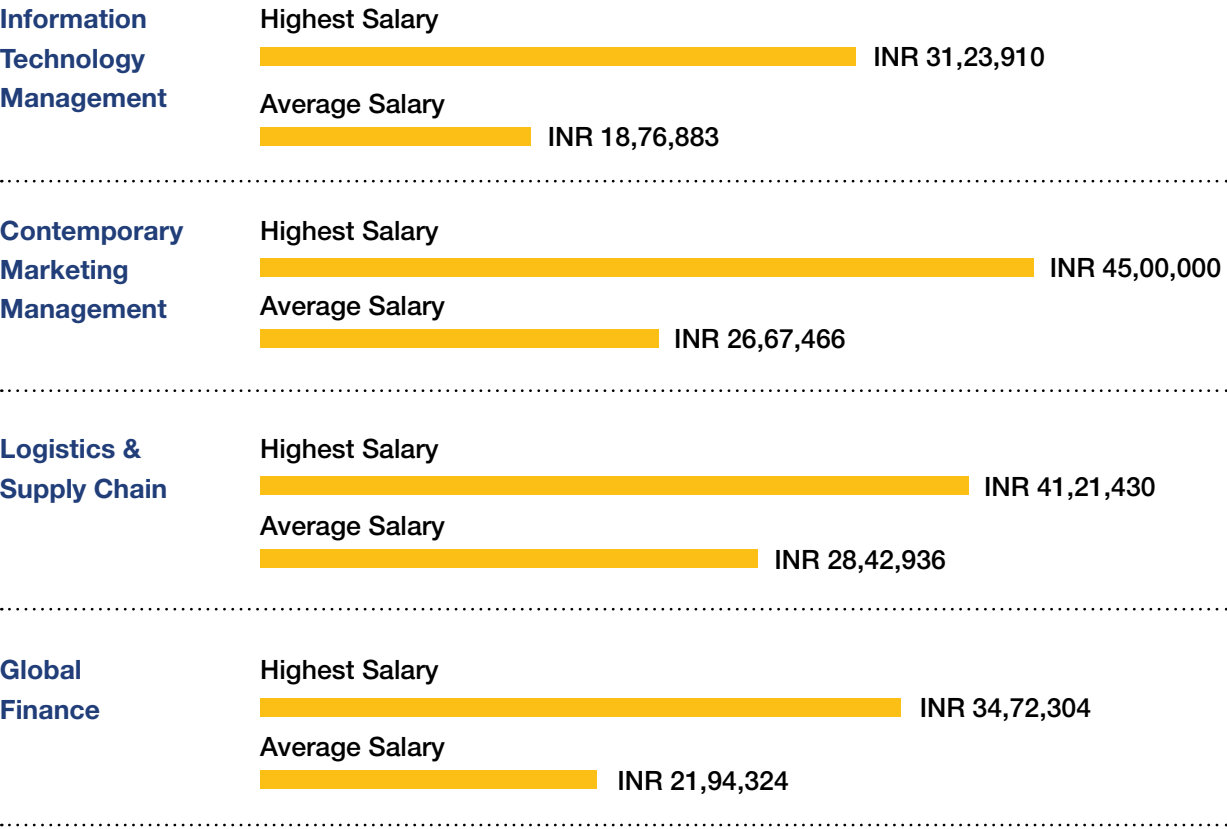 Information
Technology
Management
Highest Salary
INR 31,23,910
Average Salary
INR 18,76,883
Contemporary
Marketing
Management
Highest Salary
INR 45,00,000
Average Salary
INR 26,67,466
Logistics &
Supply Chain
Highest Salary
INR 41,21,430
Average Salary
INR 28,42,936
Global
Finance
Highest Salary
INR 34,72,304
Average Salary
INR 21,94,324